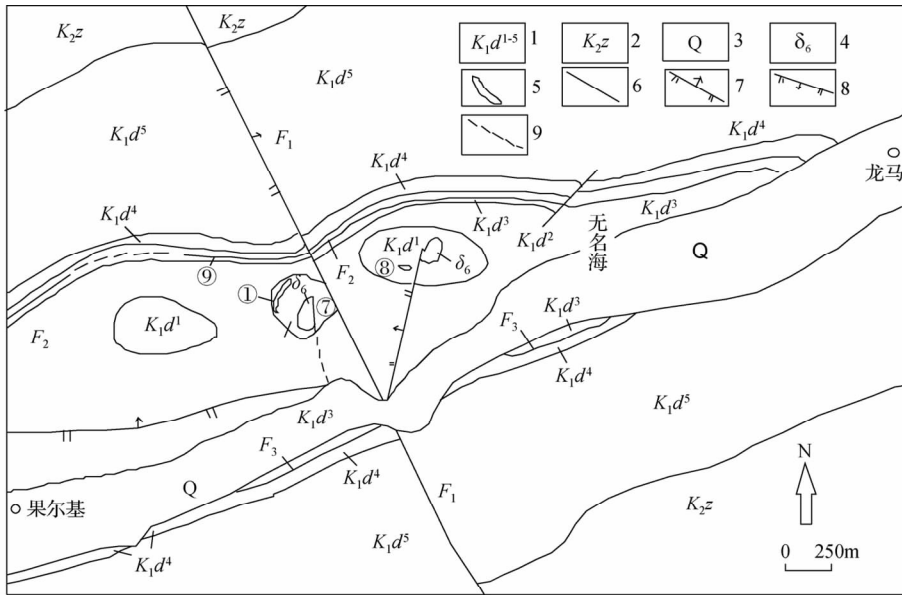 K₂z
K₂z
K₁d¹⁻⁵ 1
K₂z 2
Q 3
δ₆ 4
5
6
7
8
9
K₁d⁵
K₁d⁵
F₁
K₁d⁴
K₁d⁴
龙马
K₁d⁴
K₁d³
K₁d³
K₁d²
无名海
Q
⑨
F₂
K₁d¹
⑧
δ₆
①
δ₆
⑦
K₁d¹
F₂
F₃
K₁d³
K₁d⁴
K₁d⁵
K₁d³
F₃
K₁d⁴
Q
果尔基
F₁
K₂z
N
K₁d⁴
K₁d⁵
0 250m